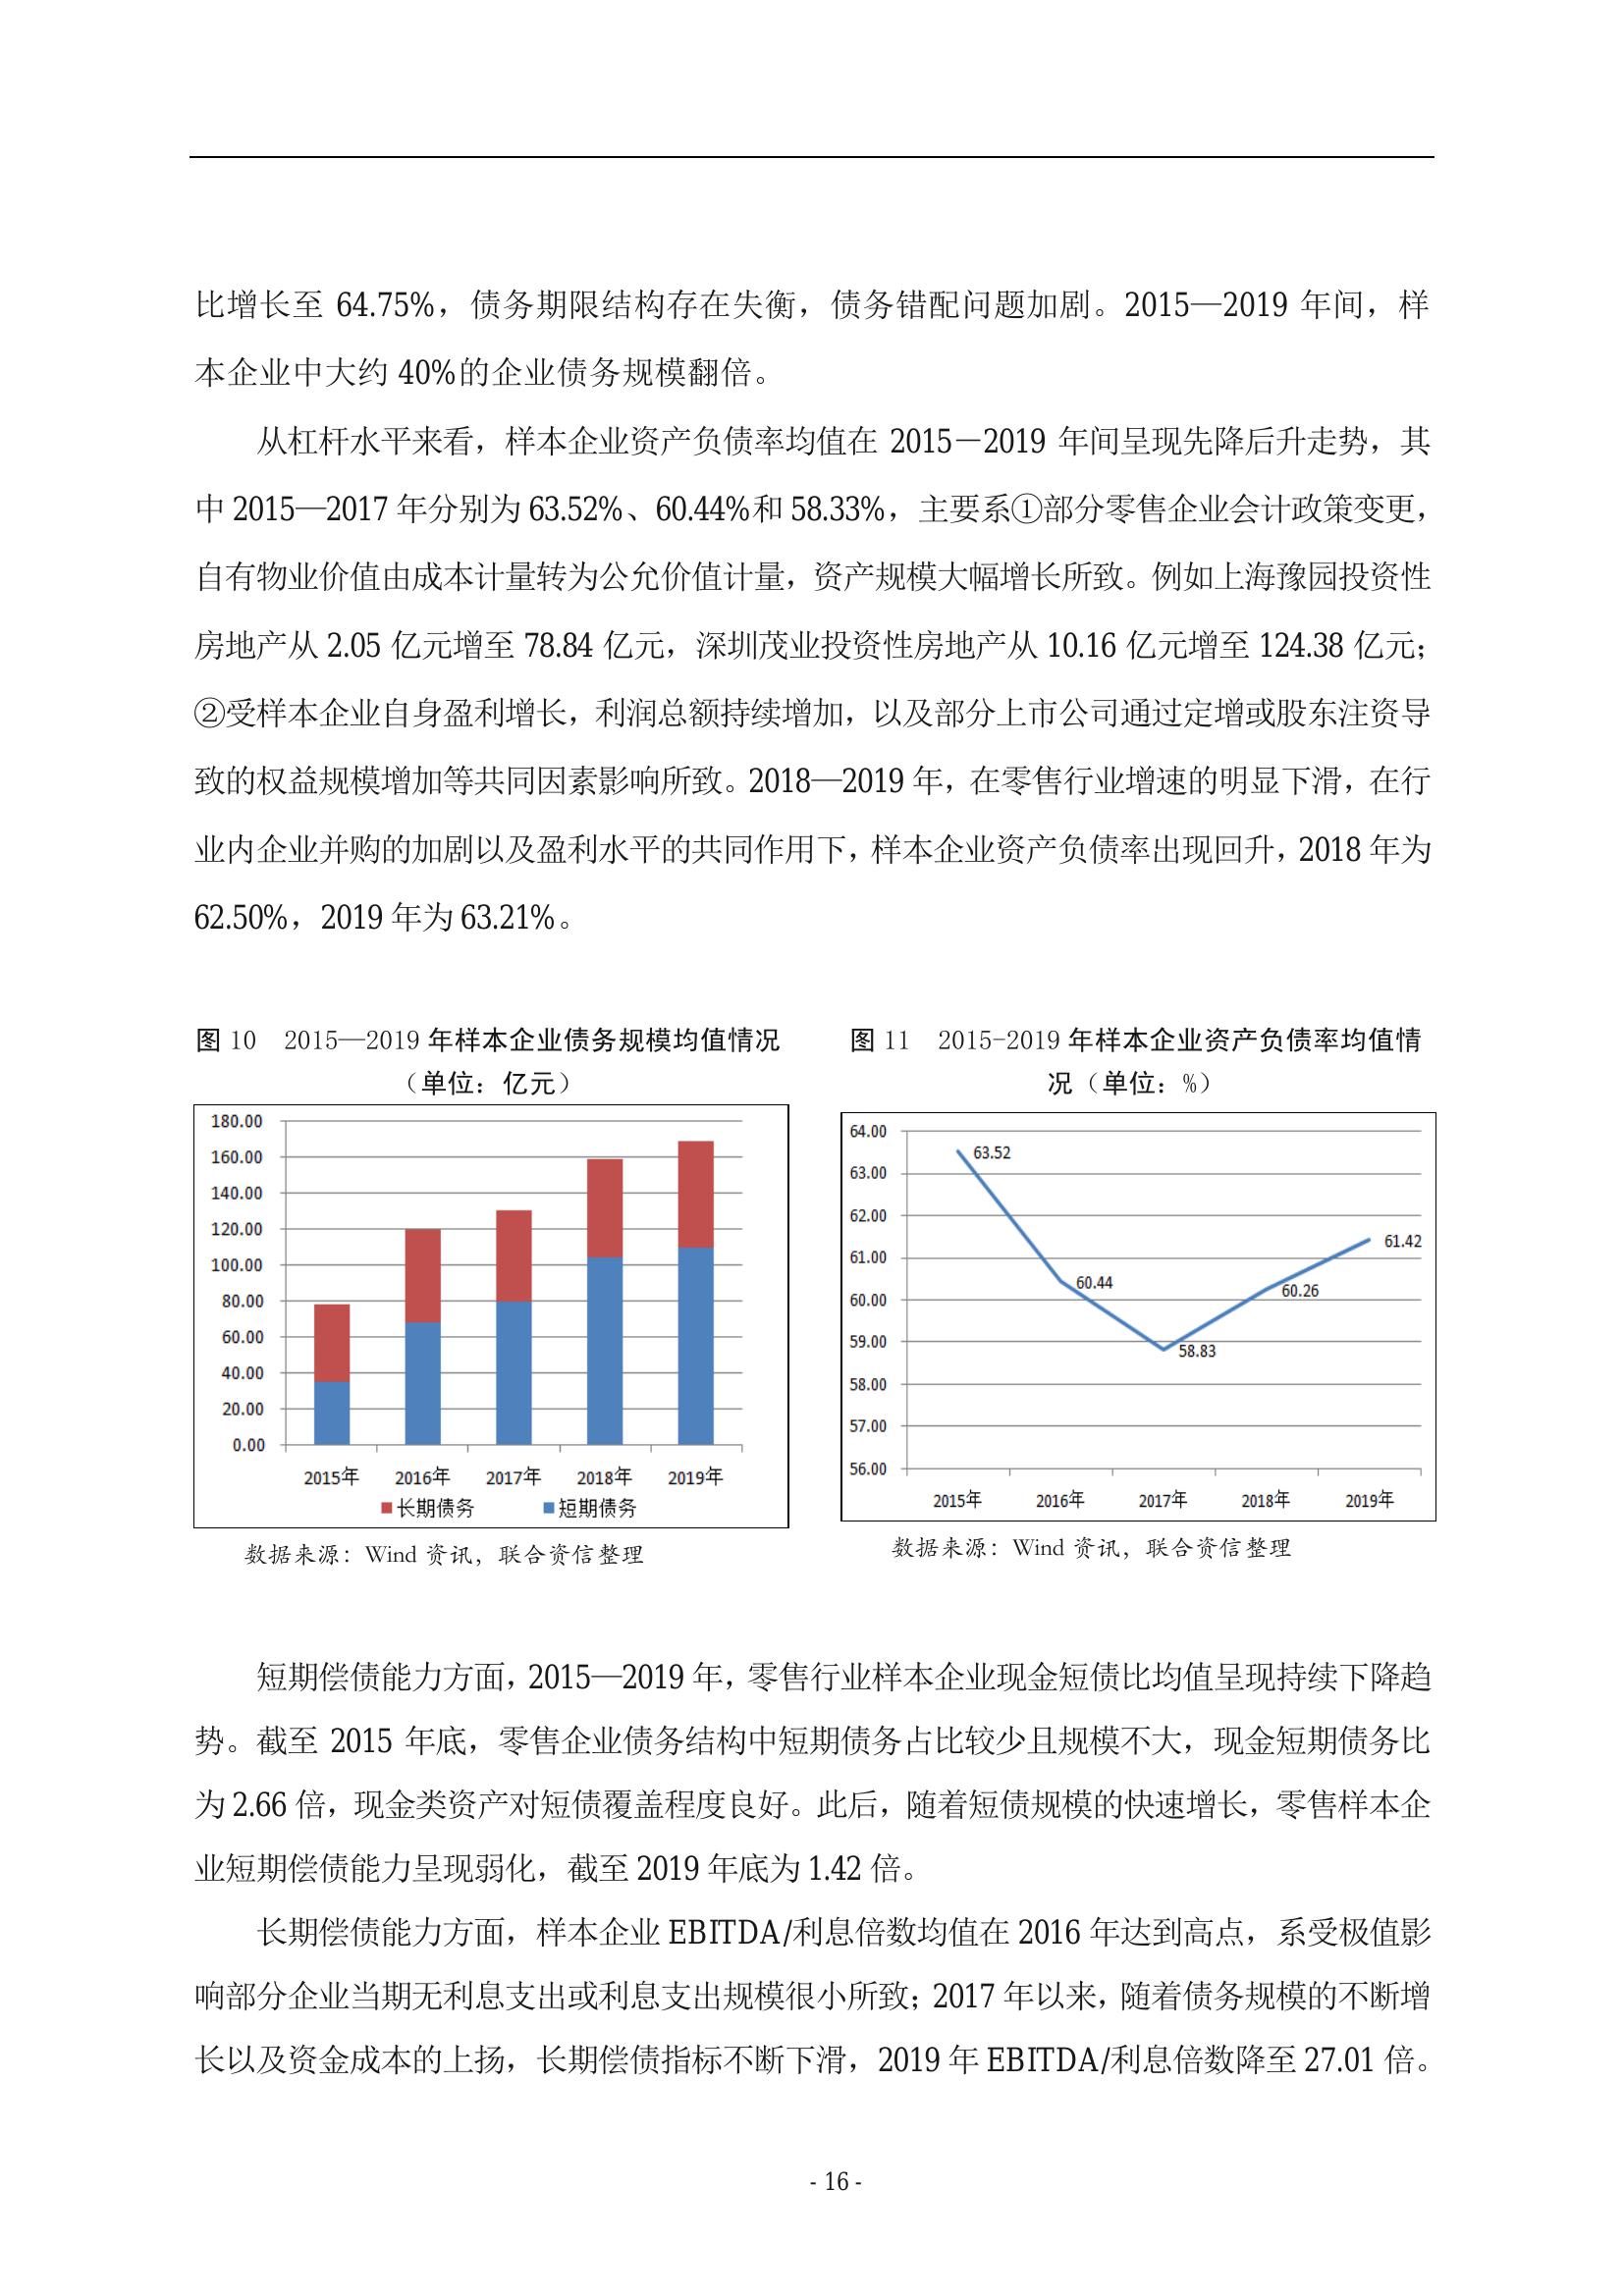 比增长至 64.75%，债务期限结构存在失衡，债务错配问题加剧。2015—2019 年间，样
本企业中大约 40%的企业债务规模翻倍。
从杠杆水平来看，样本企业资产负债率均值在 2015－2019 年间呈现先降后升走势，其
中 2015—2017 年分别为 63.52%、60.44%和 58.33%，主要系①部分零售企业会计政策变更，
自有物业价值由成本计量转为公允价值计量，资产规模大幅增长所致。例如上海豫园投资性
房地产从 2.05 亿元增至 78.84 亿元，深圳茂业投资性房地产从 10.16 亿元增至 124.38 亿元；
②受样本企业自身盈利增长，利润总额持续增加，以及部分上市公司通过定增或股东注资导
致的权益规模增加等共同因素影响所致。2018—2019 年，在零售行业增速的明显下滑，在行
业内企业并购的加剧以及盈利水平的共同作用下，样本企业资产负债率出现回升，2018 年为
62.50%，2019 年为 63.21%。
图 10　2015—2019 年样本企业债务规模均值情况
（单位：亿元）
180.00
160.00
140.00
120.00
100.00
80.00
60.00
40.00
20.00
0.00
2015年 2016年 2017年 2018年 2019年
长期债务 短期债务
数据来源：Wind 资讯，联合资信整理
图 11　2015-2019 年样本企业资产负债率均值情
况（单位：%）
64.00
63.00
62.00
61.00
60.00
59.00
58.00
57.00
56.00
63.52
60.44
58.83
60.26
61.42
2015年 2016年 2017年 2018年 2019年
数据来源：Wind 资讯，联合资信整理
短期偿债能力方面，2015—2019 年，零售行业样本企业现金短债比均值呈现持续下降趋
势。截至 2015 年底，零售企业债务结构中短期债务占比较少且规模不大，现金短期债务比
为 2.66 倍，现金类资产对短债覆盖程度良好。此后，随着短债规模的快速增长，零售样本企
业短期偿债能力呈现弱化，截至 2019 年底为 1.42 倍。
长期偿债能力方面，样本企业 EBITDA/利息倍数均值在 2016 年达到高点，系受极值影
响部分企业当期无利息支出或利息支出规模很小所致；2017 年以来，随着债务规模的不断增
长以及资金成本的上扬，长期偿债指标不断下滑，2019 年 EBITDA/利息倍数降至 27.01 倍。
- 16 -